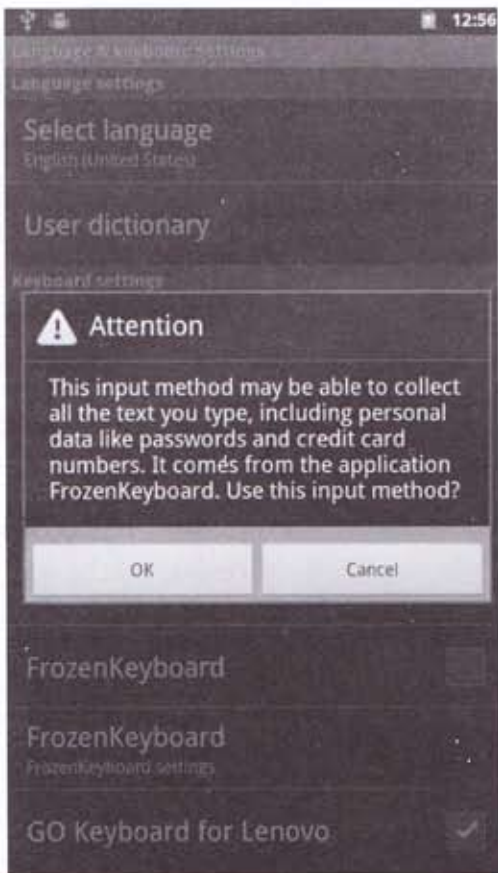 12:56
Language & keyboard settings
Language settings
Select language
English (United States)
User dictionary
Keyboard settings
Attention
This input method may be able to collect
all the text you type, including personal
data like passwords and credit card
numbers. It comes from the application
FrozenKeyboard. Use this input method?
OK
Cancel
FrozenKeyboard
FrozenKeyboard
FrozenKeyboard settings
GO Keyboard for Lenovo